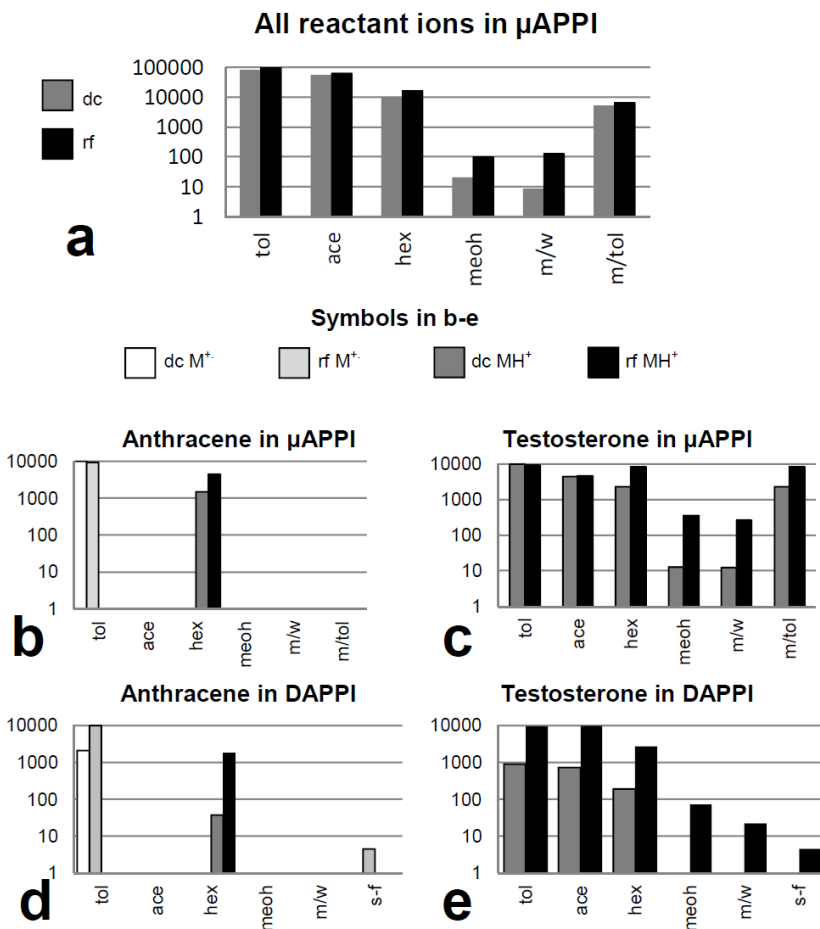 All reactant ions in µAPPI
dc
rf
100000
10000
1000
100
10
1
tol
ace
hex
meoh
m/w
m/tol
a
Symbols in b-e
dc M⁺·
rf M⁺·
dc MH⁺
rf MH⁺
Anthracene in µAPPI
10000
1000
100
10
1
tol
ace
hex
meoh
m/w
m/tol
b
Testosterone in µAPPI
10000
1000
100
10
1
tol
ace
hex
meoh
m/w
m/tol
c
Anthracene in DAPPI
10000
1000
100
10
1
tol
ace
hex
meoh
m/w
s-f
d
Testosterone in DAPPI
10000
1000
100
10
1
tol
ace
hex
meoh
m/w
s-f
e